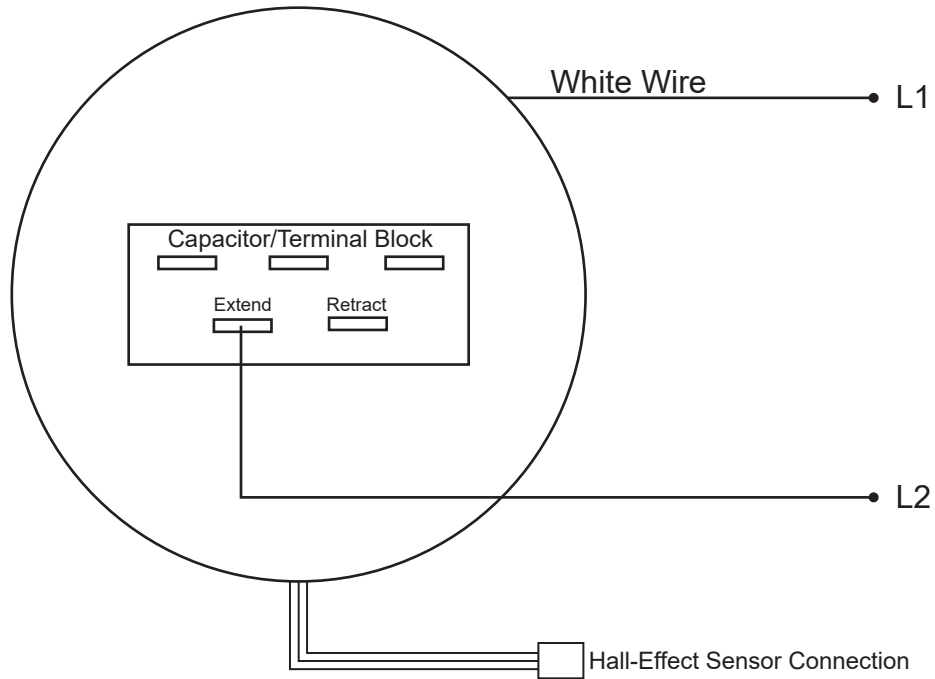 White Wire
L1
Capacitor/Terminal Block
Extend
Retract
L2
Hall-Effect Sensor Connection